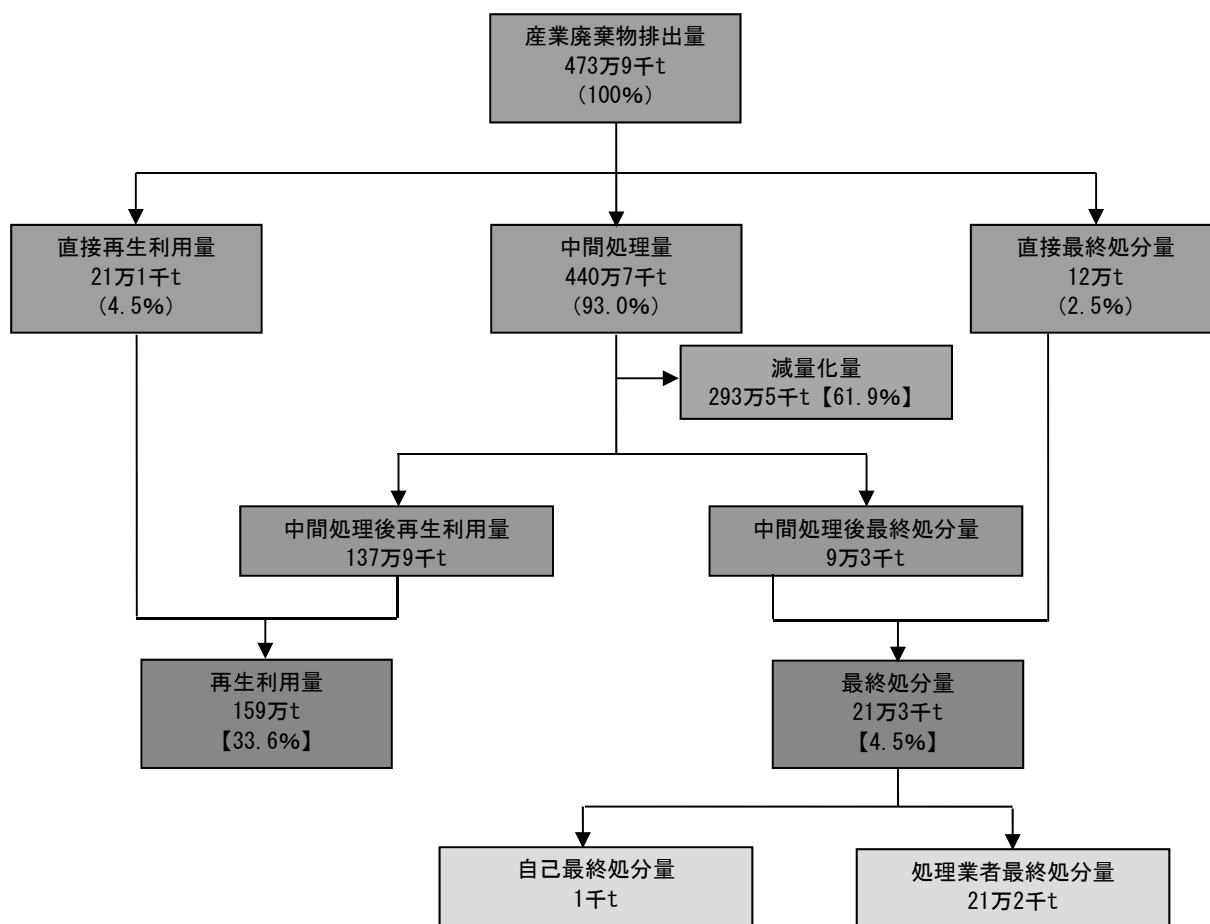 産業廃棄物排出量
473万9千t
(100%)
直接再生利用量
21万1千t
(4.5%)
中間処理量
440万7千t
(93.0%)
直接最終処分量
12万t
(2.5%)
減量化量
293万5千t【61.9%】
中間処理後再生利用量
137万9千t
中間処理後最終処分量
9万3千t
再生利用量
159万t
【33.6%】
最終処分量
21万3千t
【4.5%】
自己最終処分量
1千t
処理業者最終処分量
21万2千t